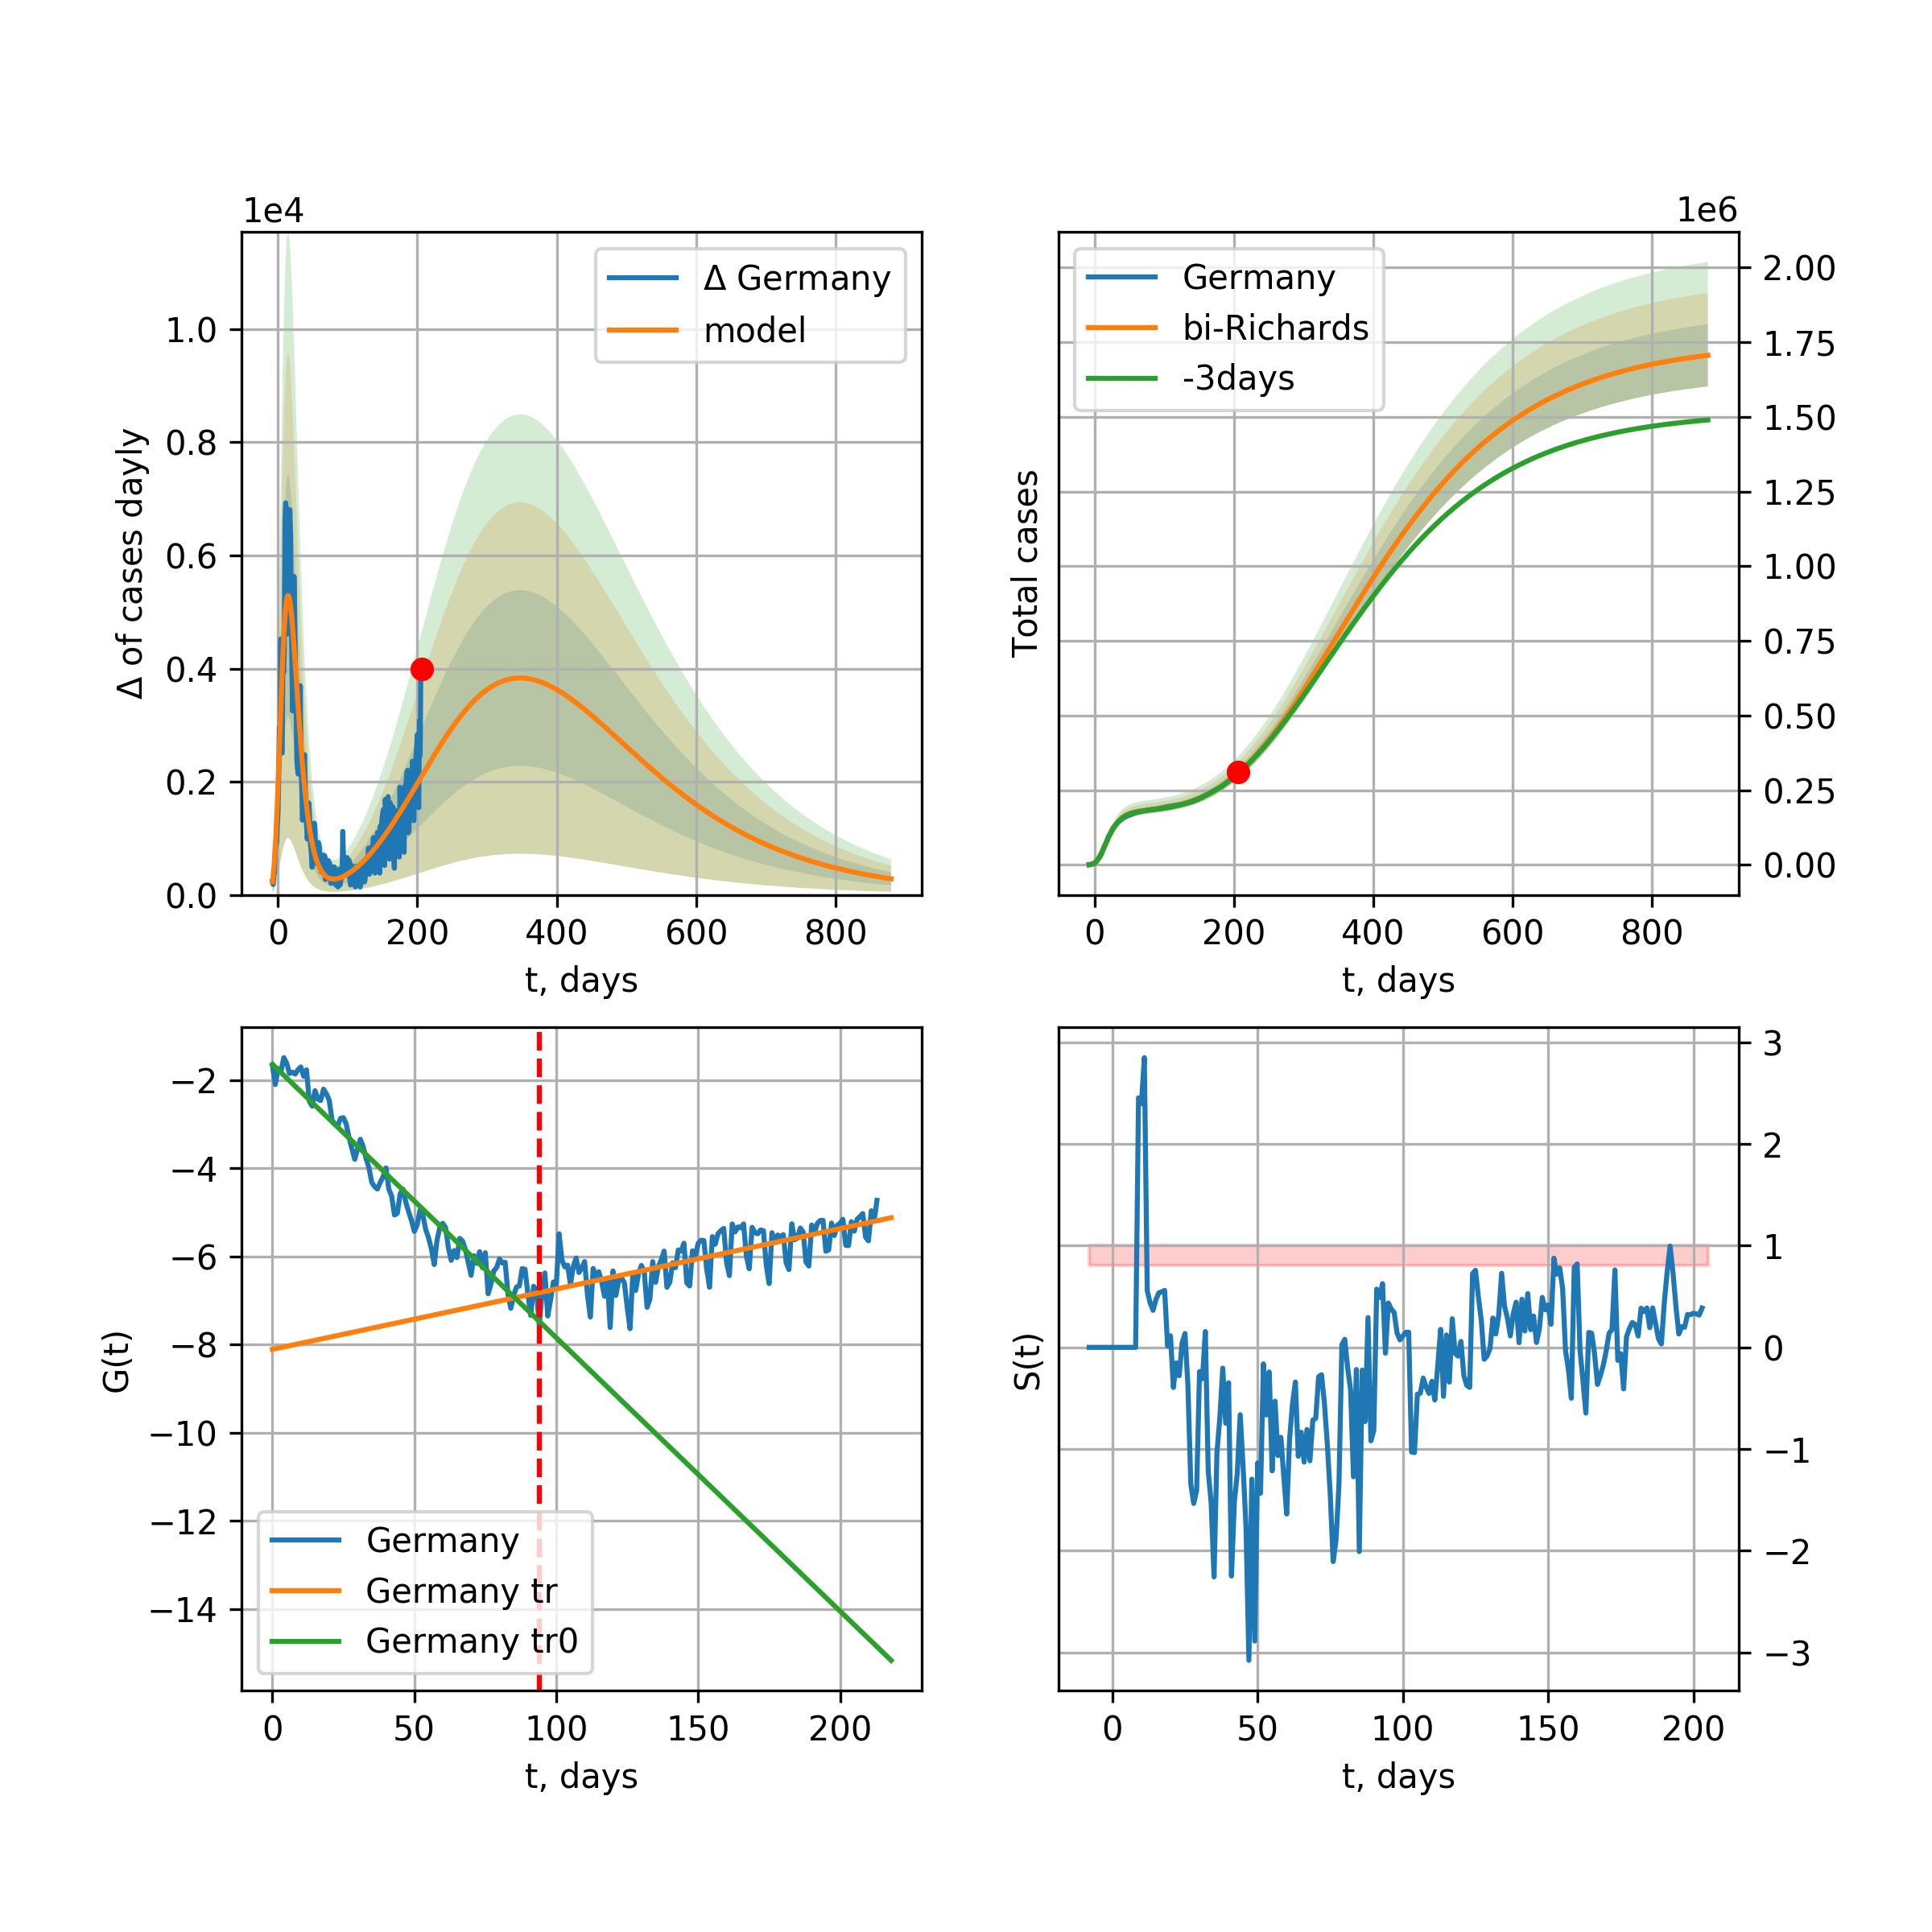 1e4
Δ Germany
model
1.0
0.8
0.6
0.4
0.2
0.0
Δ of cases dayly
0 200 400 600 800
t, days
1e6
Germany
bi-Richards
-3days
2.00
1.75
1.50
1.25
1.00
0.75
0.50
0.25
0.00
Total cases
0 200 400 600 800
t, days
−2
−4
−6
−8
−10
−12
−14
G(t)
Germany
Germany tr
Germany tr0
0 50 100 150 200
t, days
3
2
1
0
−1
−2
−3
S(t)
0 50 100 150 200
t, days